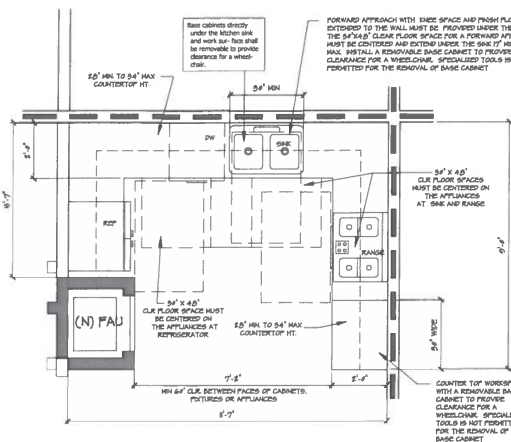 Base cabinets directly
under the kitchen sink
and work sur- face shall
be removable to provide
clearance for a wheel-
chair.
FORWARD APPROACH WITH KNEE SPACE AND FINISH FLO
EXTENDED TO THE WALL MUST BE PROVIDED UNDER THE
THE 30"X48" CLEAR FLOOR SPACE FOR A FORWARD APP
MUST BE CENTERED AND EXTEND UNDER THE SINK 17" MI
MAX. INSTALL A REMOVABLE BASE CABINET TO PROVIDE
CLEARANCE FOR A WHEELCHAIR. SPECIALIZED TOOLS IS
PERMITTED FOR THE REMOVAL OF BASE CABINET
28" MIN. TO 34" MAX
COUNTERTOP HT
30" MIN
DW
SINK
2'-0"
30" X 48"
CLR FLOOR SPACES
MUST BE CENTERED ON
THE APPLIANCES
AT SINK AND RANGE
REF
RANGE
(N) FAU
30" X 48"
CLR FLOOR SPACE MUST
BE CENTERED ON
THE APPLIANCES AT
REFRIGERATOR
28" MIN. TO 34" MAX
COUNTERTOP HT.
30" WIDE
7'-2"
2'-0"
MIN 60" CLR BETWEEN FACES OF CABINETS,
FIXTURES OR APPLIANCES
COUNTER TOP WORKSP
WITH A REMOVABLE BA
CABINET TO PROVIDE
CLEARANCE FOR A
WHEELCHAIR SPECIALI
TOOLS IS NOT PERMITT
FOR THE REMOVAL OF
BASE CABINET